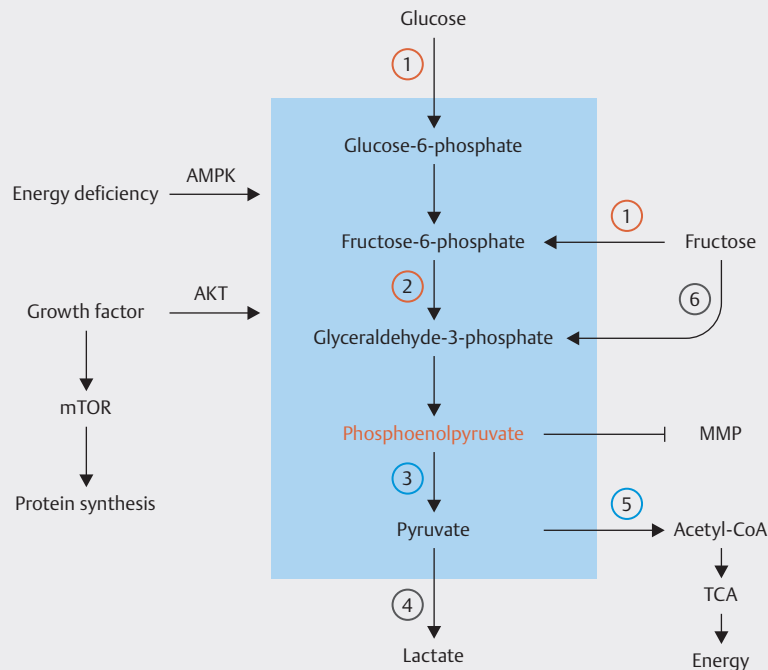 Glucose
1
Glucose-6-phosphate
AMPK
Energy deficiency
1
Fructose-6-phosphate
Fructose
2
6
AKT
Growth factor
Glyceraldehyde-3-phosphate
mTOR
Phosphoenolpyruvate
MMP
3
5
Protein synthesis
Pyruvate
Acetyl-CoA
4
TCA
Lactate
Energy